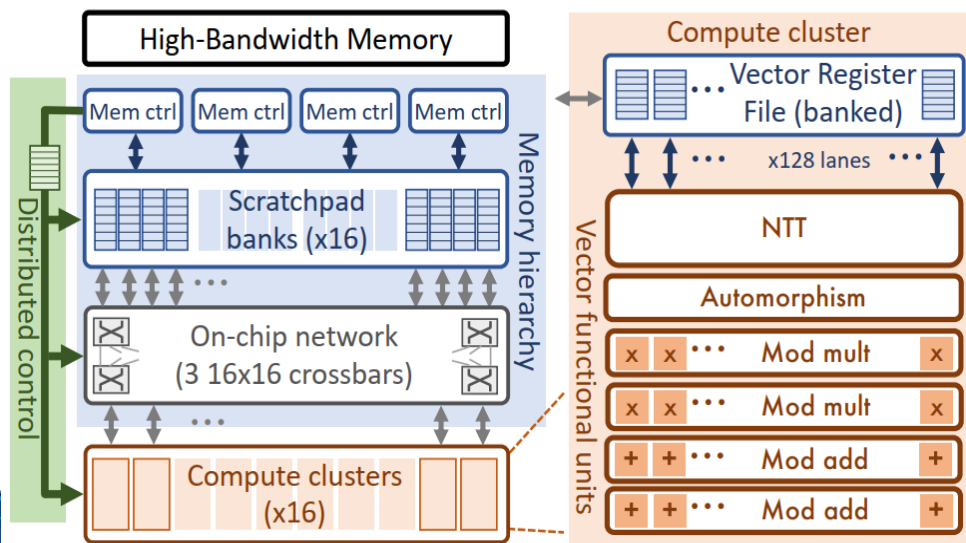 High-Bandwidth Memory
Mem ctrl
Mem ctrl
Mem ctrl
Mem ctrl
Scratchpad
banks (x16)
...
On-chip network
(3 16x16 crossbars)
...
Compute clusters
(x16)
Distributed control
Memory hierarchy
Compute cluster
... Vector Register
File (banked)
... x128 lanes ...
NTT
Automorphism
x x ... Mod mult x
x x ... Mod mult x
+ + ... Mod add +
+ + ... Mod add +
Vector functional units